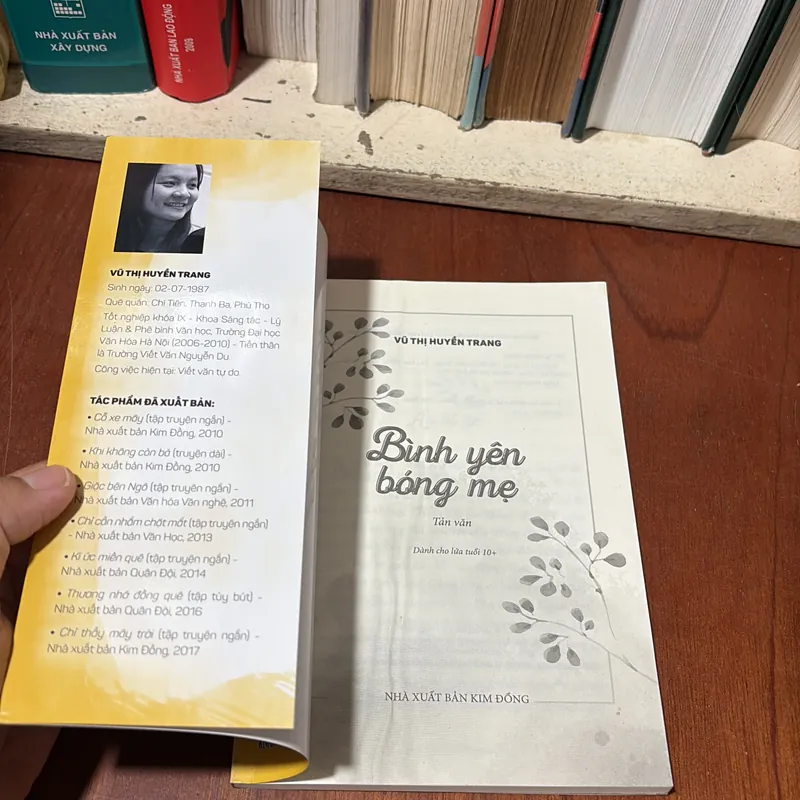 NHÀ XUẤT BẢN
XÂY DỰNG
NHÀ XUẤT BẢN LAO ĐỘNG
2009
VŨ THỊ HUYỀN TRANG
Sinh ngày: 02-07-1987
Quê quán: Chí Tiên, Thanh Ba, Phú Thọ
Tốt nghiệp khóa IX - Khoa Sáng tác - Lý
Luận & Phê bình Văn học, Trường Đại học
Văn Hóa Hà Nội (2006-2010) - Tiền thân
là Trường Viết Văn Nguyễn Du.
Công việc hiện tại: Viết văn tự do.
TÁC PHẨM ĐÃ XUẤT BẢN:
• Cỗ xe mây (tập truyện ngắn) -
Nhà xuất bản Kim Đồng, 2010
• Khi không còn bố (truyện dài) -
Nhà xuất bản Kim Đồng, 2010
• Giấc bên Ngô (tập truyện ngắn) -
Nhà xuất bản Văn hóa Văn nghệ, 2011
• Chỉ cần nhắm chặt mắt (tập truyện ngắn)
- Nhà xuất bản Văn Học, 2013
• Kí ức miền quê (tập truyện ngắn) -
Nhà xuất bản Quân Đội, 2014
• Thương nhớ đồng quê (tập tùy bút) -
Nhà xuất bản Quân Đội, 2016
• Chỉ thấy mây trời (tập truyện ngắn) -
Nhà xuất bản Kim Đồng, 2017
VŨ THỊ HUYỀN TRANG
Bình yên
bóng mẹ
Tản văn
Dành cho lứa tuổi 10+
NHÀ XUẤT BẢN KIM ĐỒNG